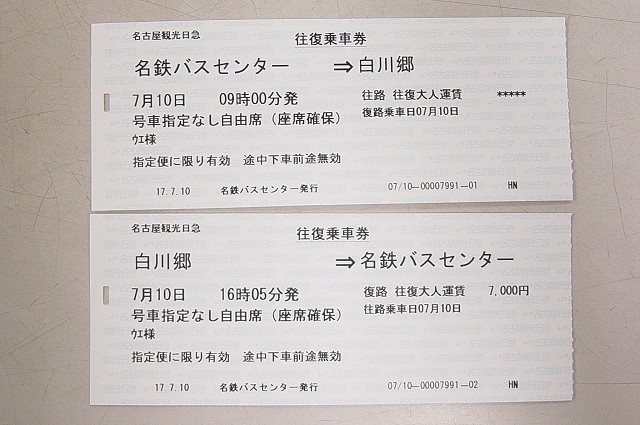 名古屋観光日急
往復乗車券
名鉄バスセンター ⇒白川郷
7月10日 09時00分発 往路 往復大人運賃 *****
号車指定なし自由席(座席確保) 復路乗車日07月10日
ｳｴ様
指定便に限り有効 途中下車前途無効
17.7.10 名鉄バスセンター発行 07/10-00007991-01 HN
名古屋観光日急
往復乗車券
白川郷 ⇒名鉄バスセンター
7月10日 16時05分発 復路 往復大人運賃 7,000円
号車指定なし自由席(座席確保) 往路乗車日07月10日
ｳｴ様
指定便に限り有効 途中下車前途無効
17.7.10 名鉄バスセンター発行 07/10-00007991-02 HN